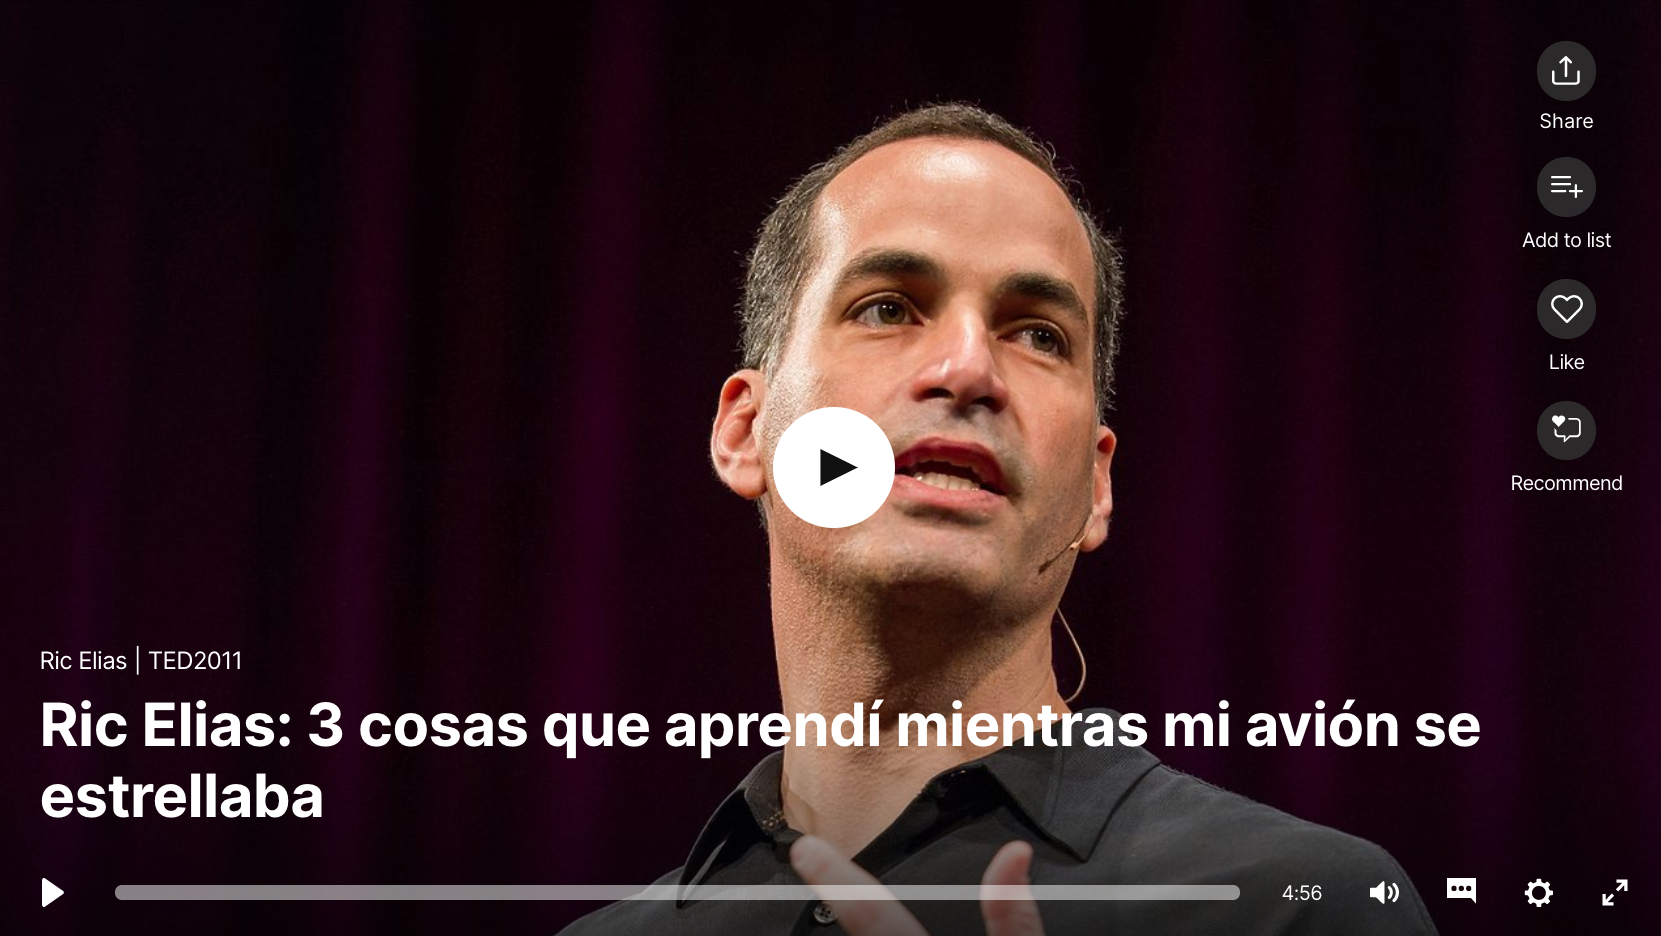 Share
Add to list
Like
Recommend
Ric Elias | TED2011
Ric Elias: 3 cosas que aprendí mientras mi avión se
estrellaba
4:56